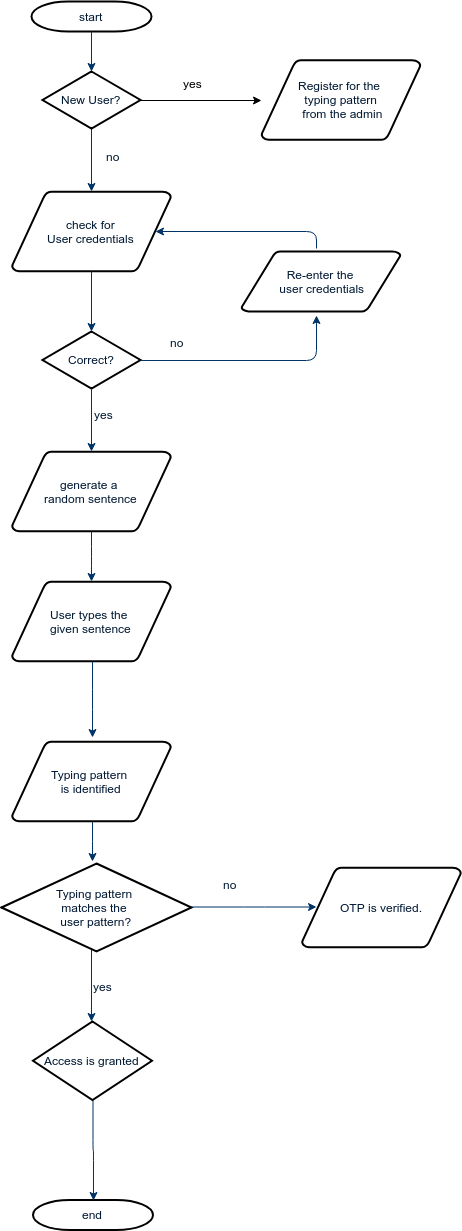 start
New User?
yes
Register for the
typing pattern
from the admin
no
check for
User credentials
Re-enter the
user credentials
Correct?
no
yes
generate a
random sentence
User types the
given sentence
Typing pattern
is identified
Typing pattern
matches the
user pattern?
no
OTP is verified.
yes
Access is granted
end